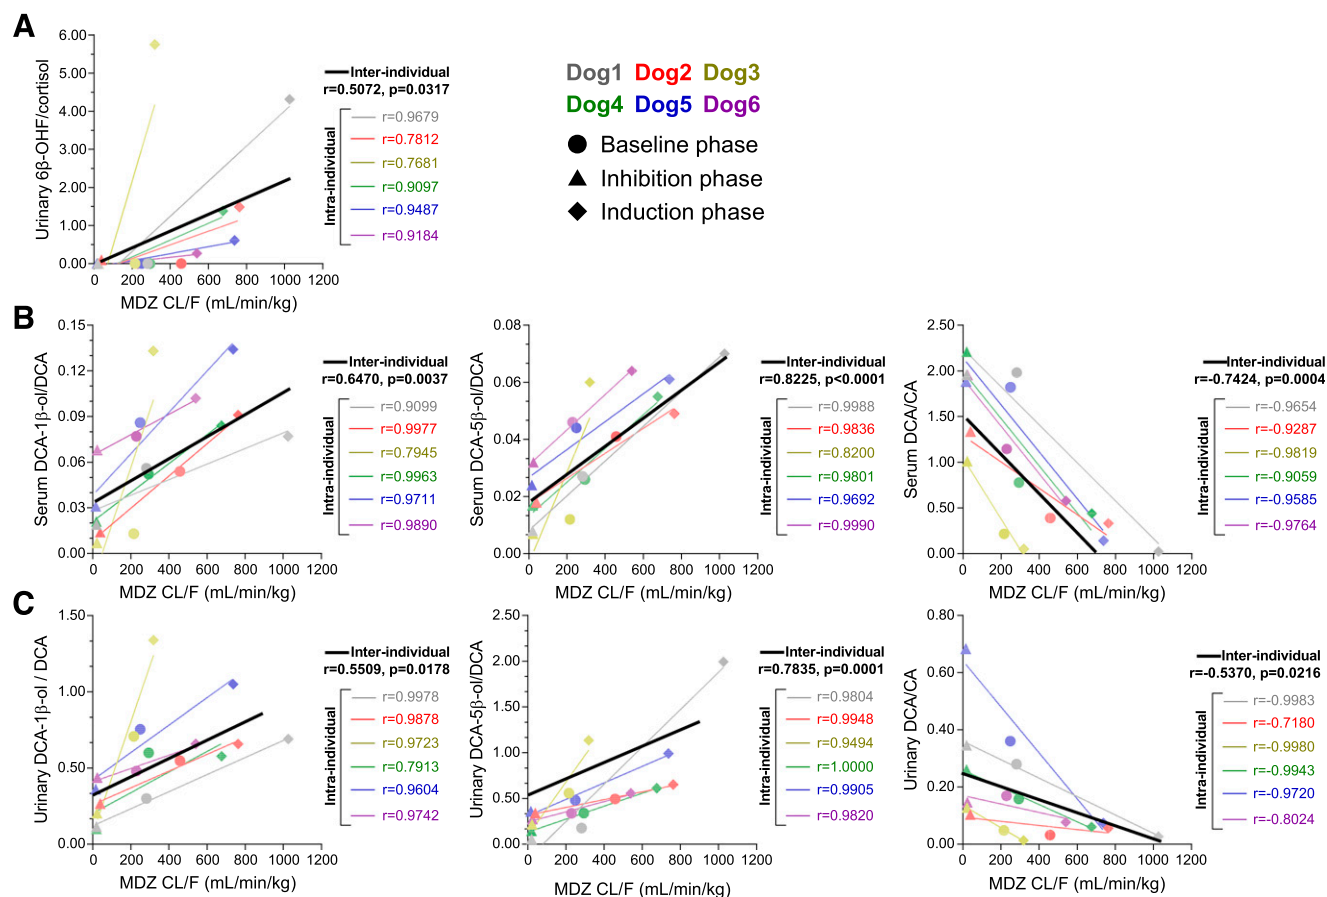 A
6.00
5.00
4.00
3.00
2.00
1.00
0.00
Urinary 6β-OHF/cortisol
0 200 400 600 800 1000 1200
MDZ CL/F (mL/min/kg)
Inter-individual
r=0.5072, p=0.0317
Intra-individual
r=0.9679
r=0.7812
r=0.7681
r=0.9097
r=0.9487
r=0.9184
Dog1 Dog2 Dog3
Dog4 Dog5 Dog6
Baseline phase
Inhibition phase
Induction phase
B
0.15
0.12
0.09
0.06
0.03
0.00
Serum DCA-1β-ol/DCA
0 200 400 600 800 1000 1200
MDZ CL/F (mL/min/kg)
Inter-individual
r=0.6470, p=0.0037
Intra-individual
r=0.9099
r=0.9977
r=0.7945
r=0.9963
r=0.9711
r=0.9890
0.08
0.06
0.04
0.02
0.00
Serum DCA-5β-ol/DCA
0 200 400 600 800 1000 1200
MDZ CL/F (mL/min/kg)
Inter-individual
r=0.8225, p<0.0001
Intra-individual
r=0.9988
r=0.9836
r=0.8200
r=0.9801
r=0.9692
r=0.9990
2.50
2.00
1.50
1.00
0.50
0.00
Serum DCA/CA
0 200 400 600 800 1000 1200
MDZ CL/F (mL/min/kg)
Inter-individual
r=-0.7424, p=0.0004
Intra-individual
r=-0.9654
r=-0.9287
r=-0.9819
r=-0.9059
r=-0.9585
r=-0.9764
C
1.50
1.00
0.50
0.00
Urinary DCA-1β-ol / DCA
0 200 400 600 800 1000 1200
MDZ CL/F (mL/min/kg)
Inter-individual
r=0.5509, p=0.0178
Intra-individual
r=0.9978
r=0.9878
r=0.9723
r=0.7913
r=0.9604
r=0.9742
2.50
2.00
1.50
1.00
0.50
0.00
Urinary DCA-5β-ol/DCA
0 200 400 600 800 1000 1200
MDZ CL/F (mL/min/kg)
Inter-individual
r=0.7835, p=0.0001
Intra-individual
r=0.9804
r=0.9948
r=0.9494
r=1.0000
r=0.9905
r=0.9820
0.80
0.60
0.40
0.20
0.00
Urinary DCA/CA
0 200 400 600 800 1000 1200
MDZ CL/F (mL/min/kg)
Inter-individual
r=-0.5370, p=0.0216
Intra-individual
r=-0.9983
r=-0.7180
r=-0.9980
r=-0.9943
r=-0.9720
r=-0.8024